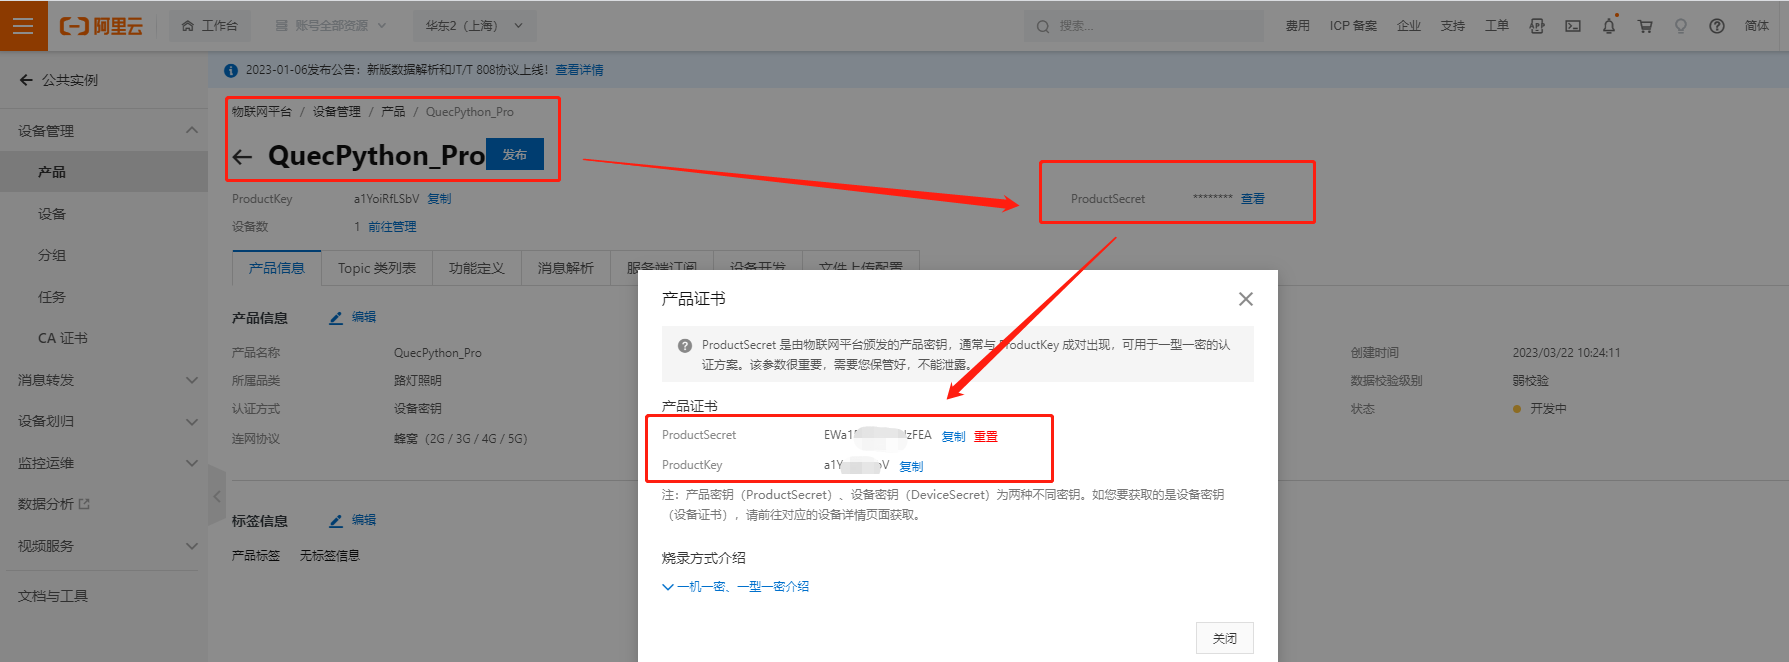 阿里云 工作台 账号全部资源 华东2（上海） 搜索... 费用 ICP 备案 企业 支持 工单 简体
公共实例
2023-01-06发布公告：新版数据解析和JT/T 808协议上线！ 查看详情
物联网平台 / 设备管理 / 产品 / QuecPython_Pro
设备管理
QuecPython_Pro 发布
产品
ProductKey a1YoiRfLSbV 复制 ProductSecret ******** 查看
设备
设备数 1 前往管理
分组
产品信息 Topic 类列表 功能定义 消息解析 服务端订阅 设备开发 文件上传配置
任务
产品证书
产品信息 编辑
CA 证书
ProductSecret 是由物联网平台颁发的产品密钥，通常与 ProductKey 成对出现，可用于一型一密的认
证方案。该参数很重要，需要您保管好，不能泄露。
产品名称 QuecPython_Pro 创建时间 2023/03/22 10:24:11
消息转发
所属品类 路灯照明 数据校验级别 弱校验
认证方式 设备密钥 产品证书 状态 开发中
设备划归
连网协议 蜂窝（2G / 3G / 4G / 5G） ProductSecret EWa1 zFEA 复制 重置
监控运维
ProductKey a1Y V 复制
注：产品密钥（ProductSecret）、设备密钥（DeviceSecret）为两种不同密钥。如您要获取的是设备密钥
（设备证书），请前往对应的设备详情页面获取。
数据分析
标签信息 编辑
视频服务
产品标签 无标签信息
烧录方式介绍
一机一密、一型一密介绍
文档与工具
关闭